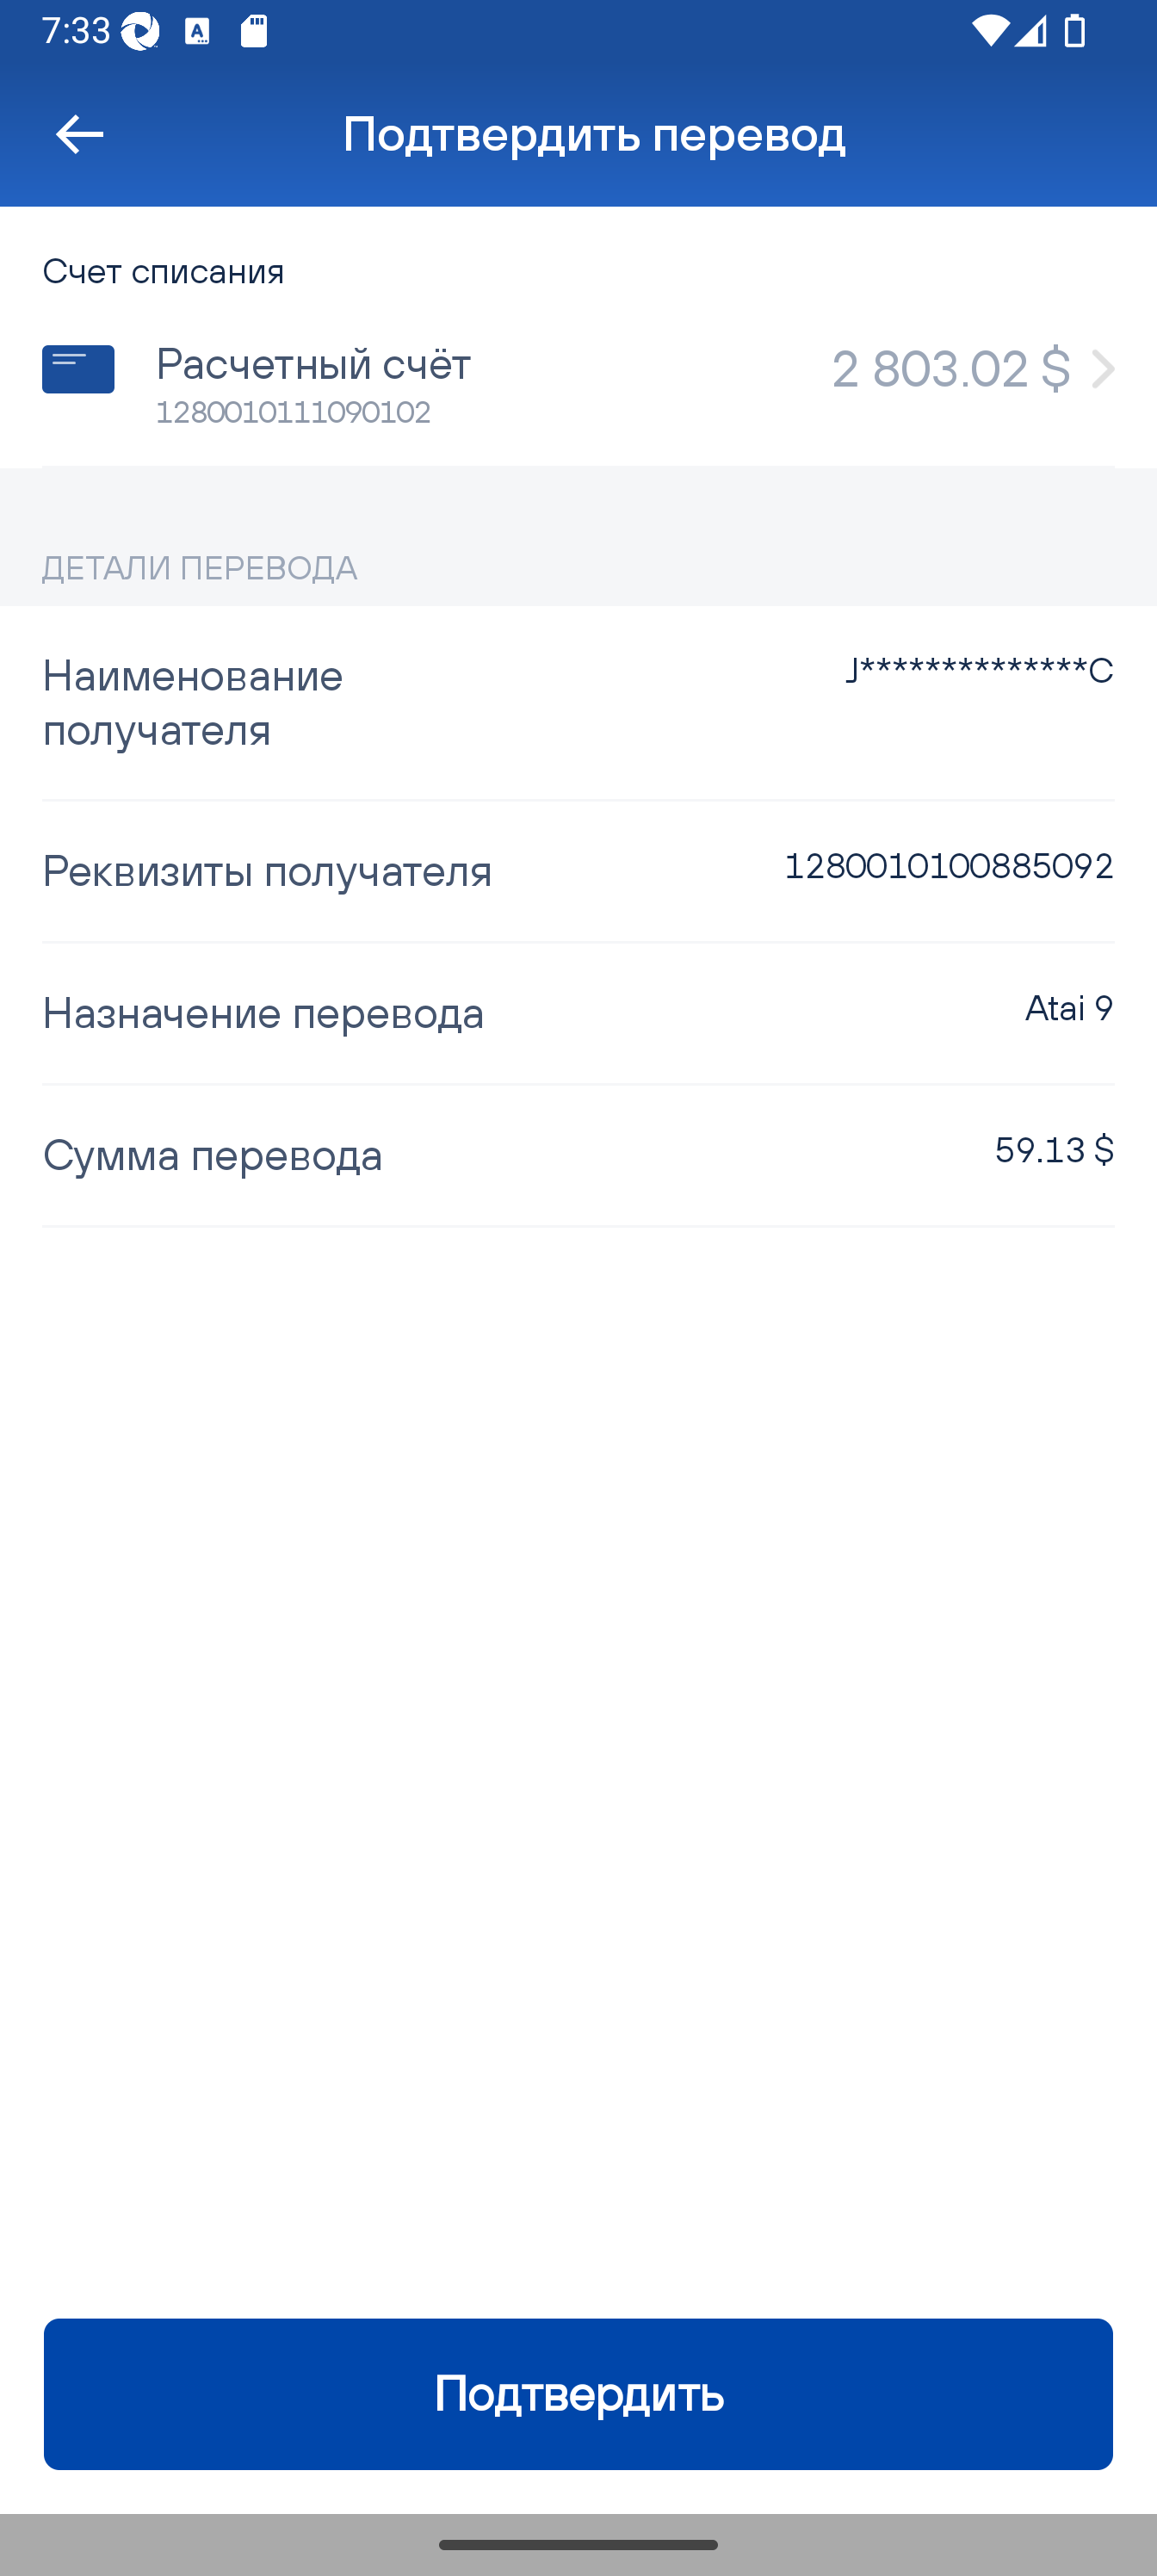 7:33
Подтвердить перевод
Счет списания
Расчетный счёт
2 803.02 $
1280010111090102
ДЕТАЛИ ПЕРЕВОДА
Наименование
получателя
J**************C
Реквизиты получателя
1280010100885092
Назначение перевода
Atai 9
Сумма перевода
59.13 $
Подтвердить